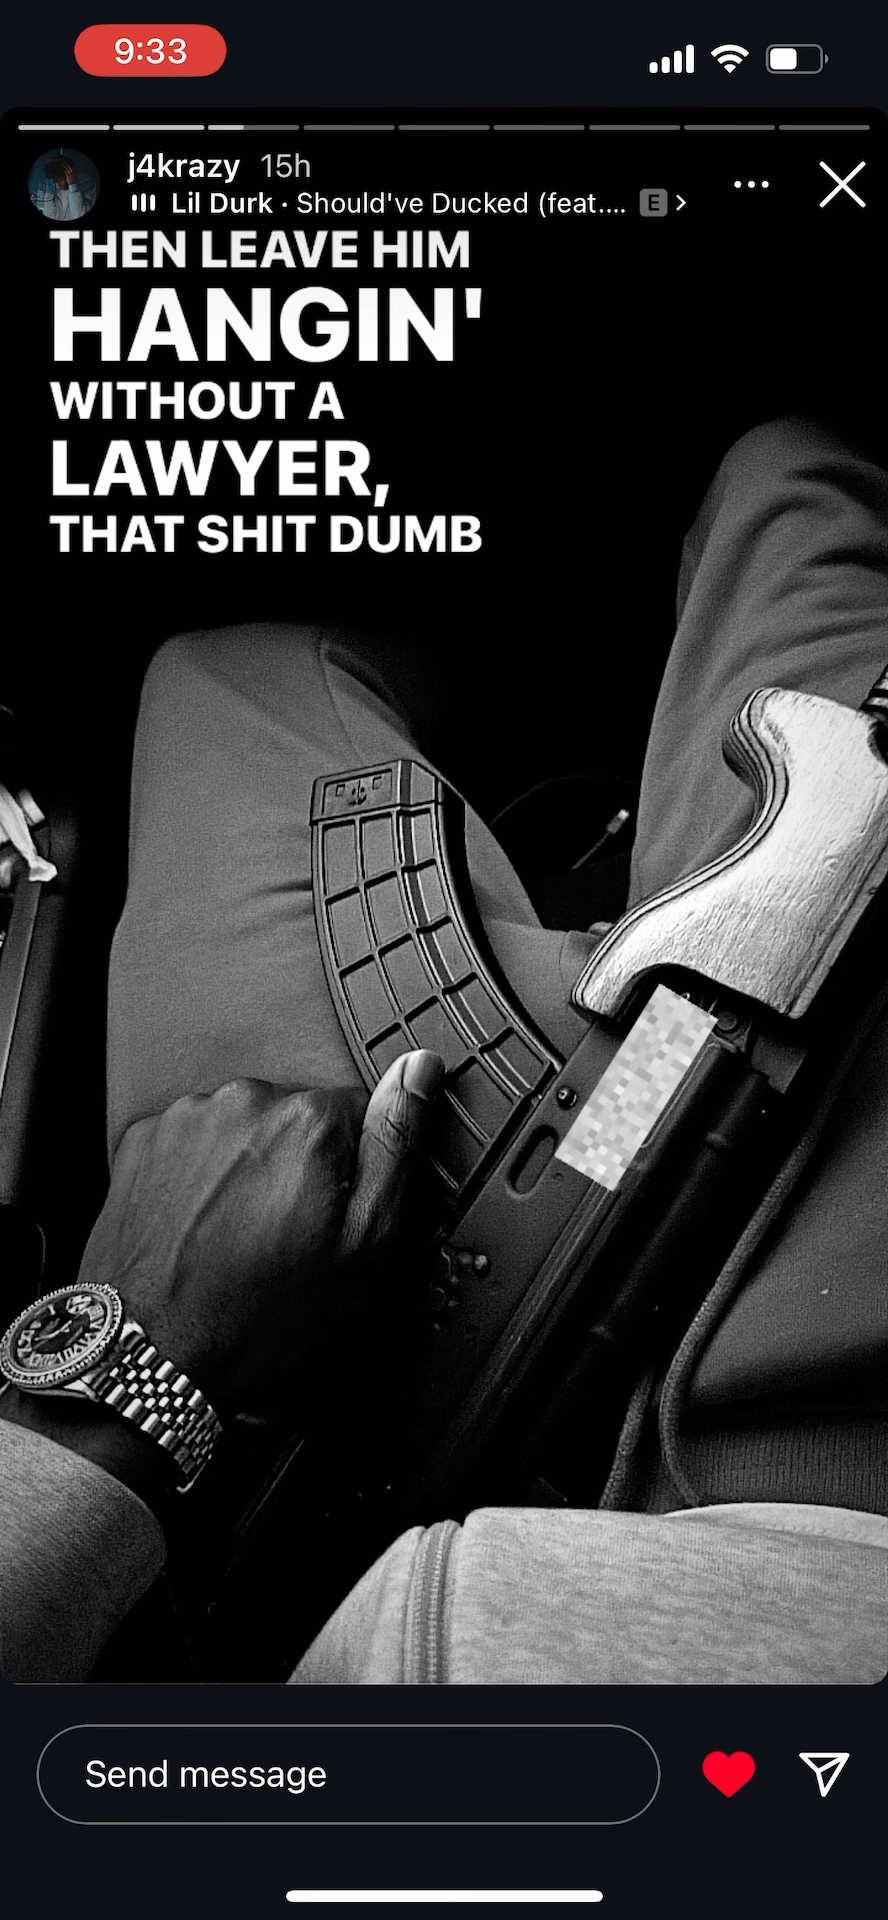 9:33
j4krazy 15h
Lil Durk · Should've Ducked (feat.... E
THEN LEAVE HIM
HANGIN'
WITHOUT A
LAWYER,
THAT SHIT DUMB
Send message